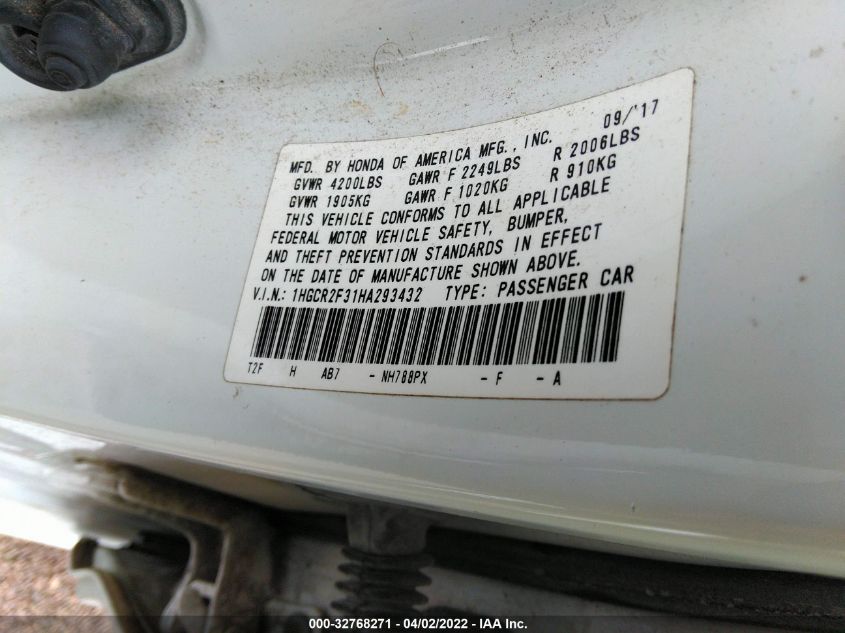 09/'17
MFD. BY HONDA OF AMERICA MFG., INC.
GVWR 4200LBS GAWR F 2249LBS R 2006LBS
GVWR 1905KG GAWR F 1020KG R 910KG
THIS VEHICLE CONFORMS TO ALL APPLICABLE
FEDERAL MOTOR VEHICLE SAFETY, BUMPER,
AND THEFT PREVENTION STANDARDS IN EFFECT
ON THE DATE OF MANUFACTURE SHOWN ABOVE.
V.I.N.: 1HGCR2F31HA293432 TYPE: PASSENGER CAR
T2F H AB7 - NH788PX - F - A
000-32768271 | 04/02/2022 - IAA Inc.